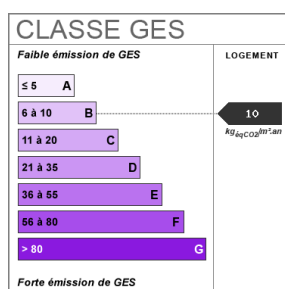 CLASSE GES
Faible émission de GES
LOGEMENT
≤ 5 A
6 à 10 B
10
kgéqCO2/m².an
11 à 20 C
21 à 35 D
36 à 55 E
56 à 80 F
> 80 G
Forte émission de GES